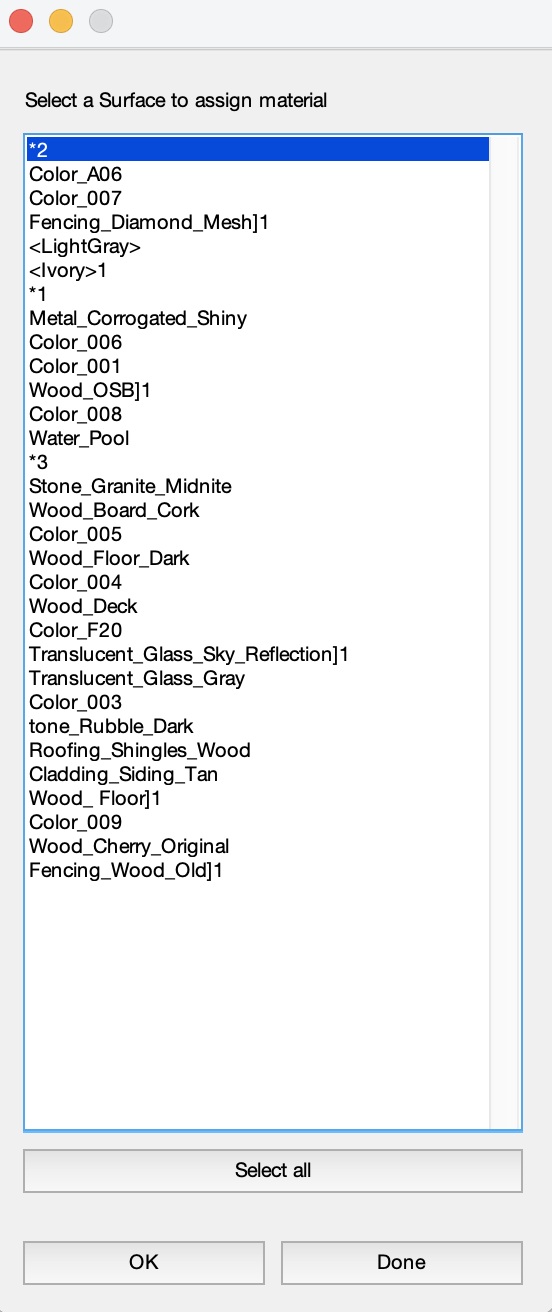 Select a Surface to assign material
*2
Color_A06
Color_007
Fencing_Diamond_Mesh]1
<LightGray>
<Ivory>1
*1
Metal_Corrogated_Shiny
Color_006
Color_001
Wood_OSB]1
Color_008
Water_Pool
*3
Stone_Granite_Midnite
Wood_Board_Cork
Color_005
Wood_Floor_Dark
Color_004
Wood_Deck
Color_F20
Translucent_Glass_Sky_Reflection]1
Translucent_Glass_Gray
Color_003
tone_Rubble_Dark
Roofing_Shingles_Wood
Cladding_Siding_Tan
Wood_ Floor]1
Color_009
Wood_Cherry_Original
Fencing_Wood_Old]1
Select all
OK
Done